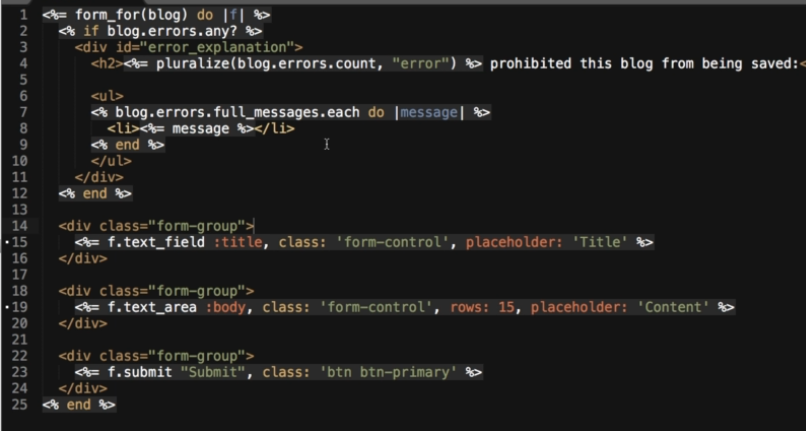 1 <%= form_for(blog) do |f| %>
2 <% if blog.errors.any? %>
3 <div id="error_explanation">
4 <h2><%= pluralize(blog.errors.count, "error") %> prohibited this blog from being saved:<
5
6 <ul>
7 <% blog.errors.full_messages.each do |message| %>
8 <li><%= message %></li>
9 <% end %>
10 </ul>
11 </div>
12 <% end %>
13
14 <div class="form-group">
15 <%= f.text_field :title, class: 'form-control', placeholder: 'Title' %>
16 </div>
17
18 <div class="form-group">
19 <%= f.text_area :body, class: 'form-control', rows: 15, placeholder: 'Content' %>
20 </div>
21
22 <div class="form-group">
23 <%= f.submit "Submit", class: 'btn btn-primary' %>
24 </div>
25 <% end %>